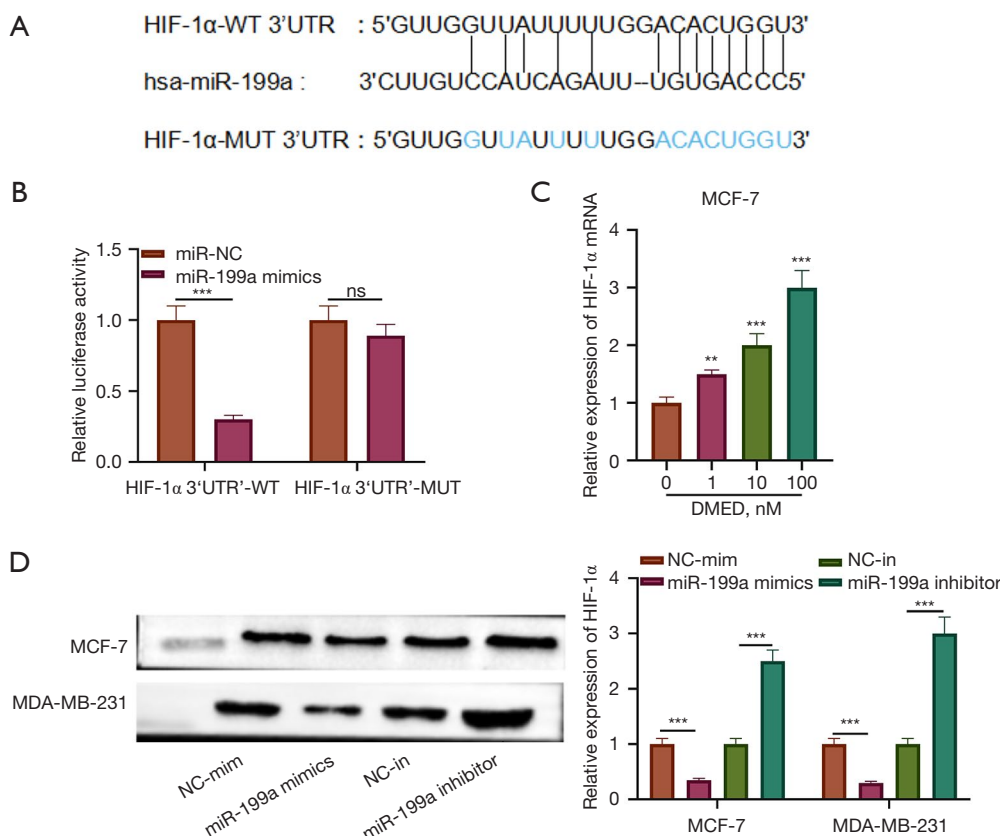 A
HIF-1α-WT 3'UTR : 5'GUUGGUUAUUUUUGGACACUGGU3'
hsa-miR-199a : 3'CUUGUCCAUCAGAUU--UGUGACCC5'
HIF-1α-MUT 3'UTR : 5'GUUGGUUAUUUUUGGACACUGGU3'
B
miR-NC
miR-199a mimics
Relative luciferase activity
1.5
1.0
0.5
0.0
***
ns
HIF-1α 3‘UTR’-WT
HIF-1α 3‘UTR’-MUT
C
MCF-7
Relative expression of HIF-1α mRNA
4
3
2
1
0
**
***
***
0 1 10 100
DMED, nM
D
MCF-7
MDA-MB-231
NC-mim
miR-199a mimics
NC-in
miR-199a inhibitor
NC-mim
NC-in
miR-199a mimics
miR-199a inhibitor
Relative expression of HIF-1α
4
3
2
1
0
***
***
***
***
MCF-7
MDA-MB-231